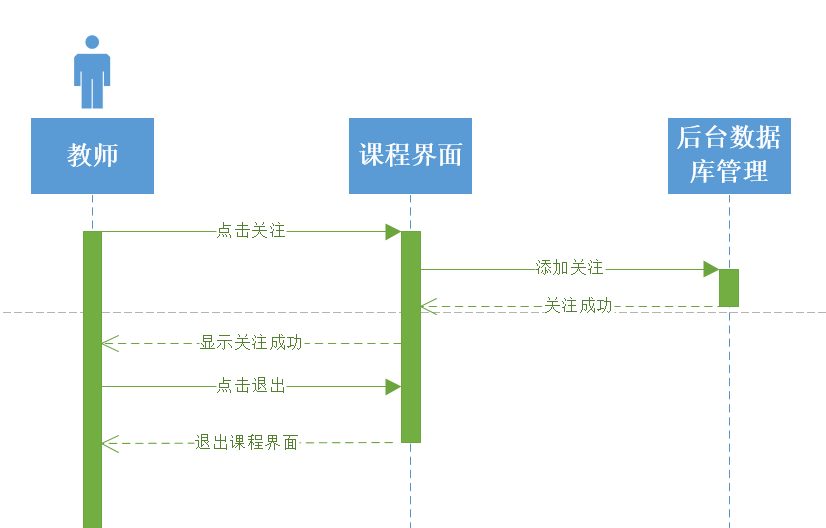 教师
课程界面
后台数据
库管理
点击关注
添加关注
关注成功
显示关注成功
点击退出
退出课程界面